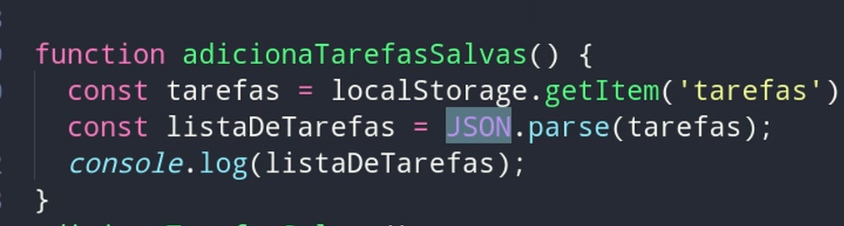 function adicionaTarefasSalvas() {
const tarefas = localStorage.getItem('tarefas')
const listaDeTarefas = JSON.parse(tarefas);
console.log(listaDeTarefas);
}